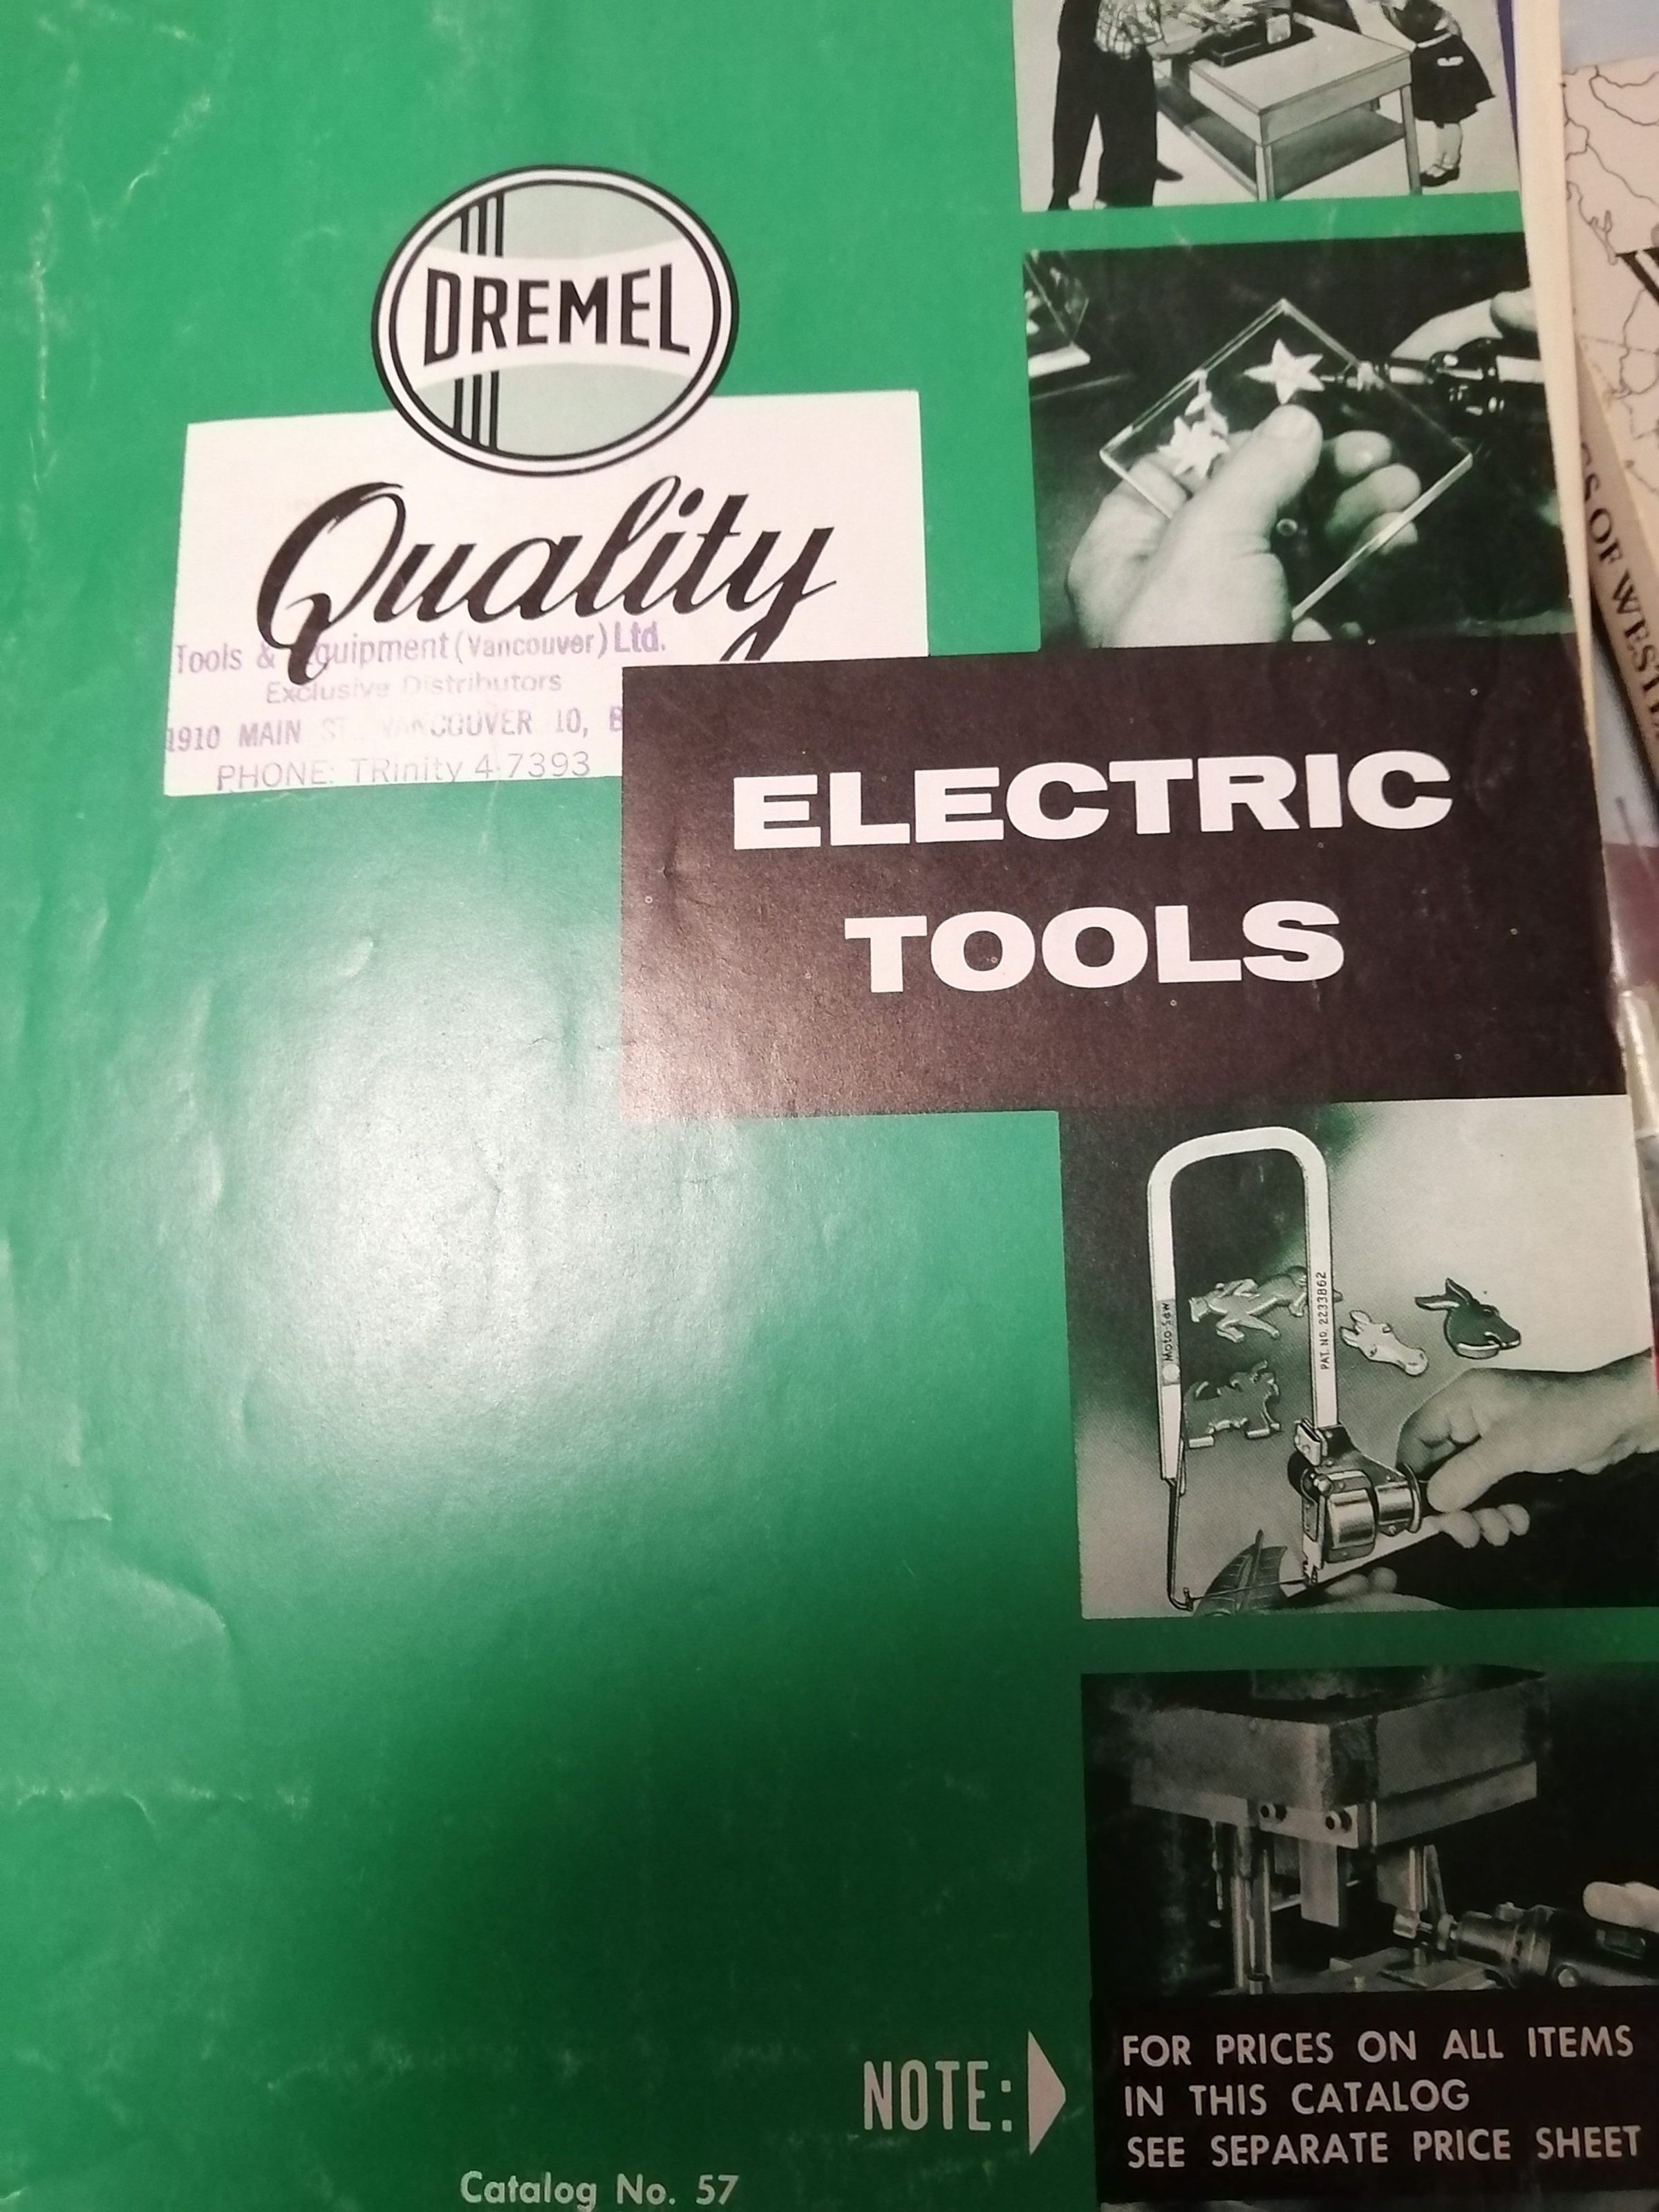 DREMEL
Quality
Tools & Equipment (Vancouver) Ltd.
Exclusive Distributors
1910 MAIN ST. VANCOUVER 10, B
PHONE: TRinity 4-7393
ELECTRIC
TOOLS
Moto-Saw
PAT. NO. 2233862
NOTE:
FOR PRICES ON ALL ITEMS
IN THIS CATALOG
SEE SEPARATE PRICE SHEET
Catalog No. 57
OF